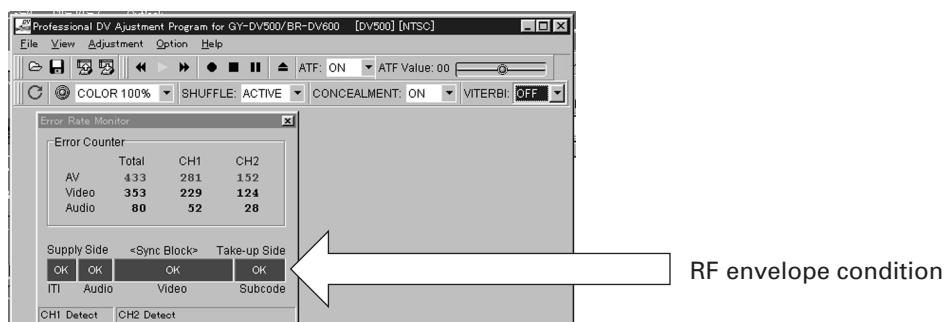 Professional DV Ajustment Program for GY-DV500/BR-DV600 [DV500] [NTSC]
File View Adjustment Option Help
ATF: ON ATF Value: 00
COLOR 100% SHUFFLE: ACTIVE CONCEALMENT: ON VITERBI: OFF
Error Rate Monitor
Error Counter
Total CH1 CH2
AV 433 281 152
Video 353 229 124
Audio 80 52 28
Supply Side <Sync Block> Take-up Side
OK OK OK OK
ITI Audio Video Subcode
CH1 Detect CH2 Detect
RF envelope condition